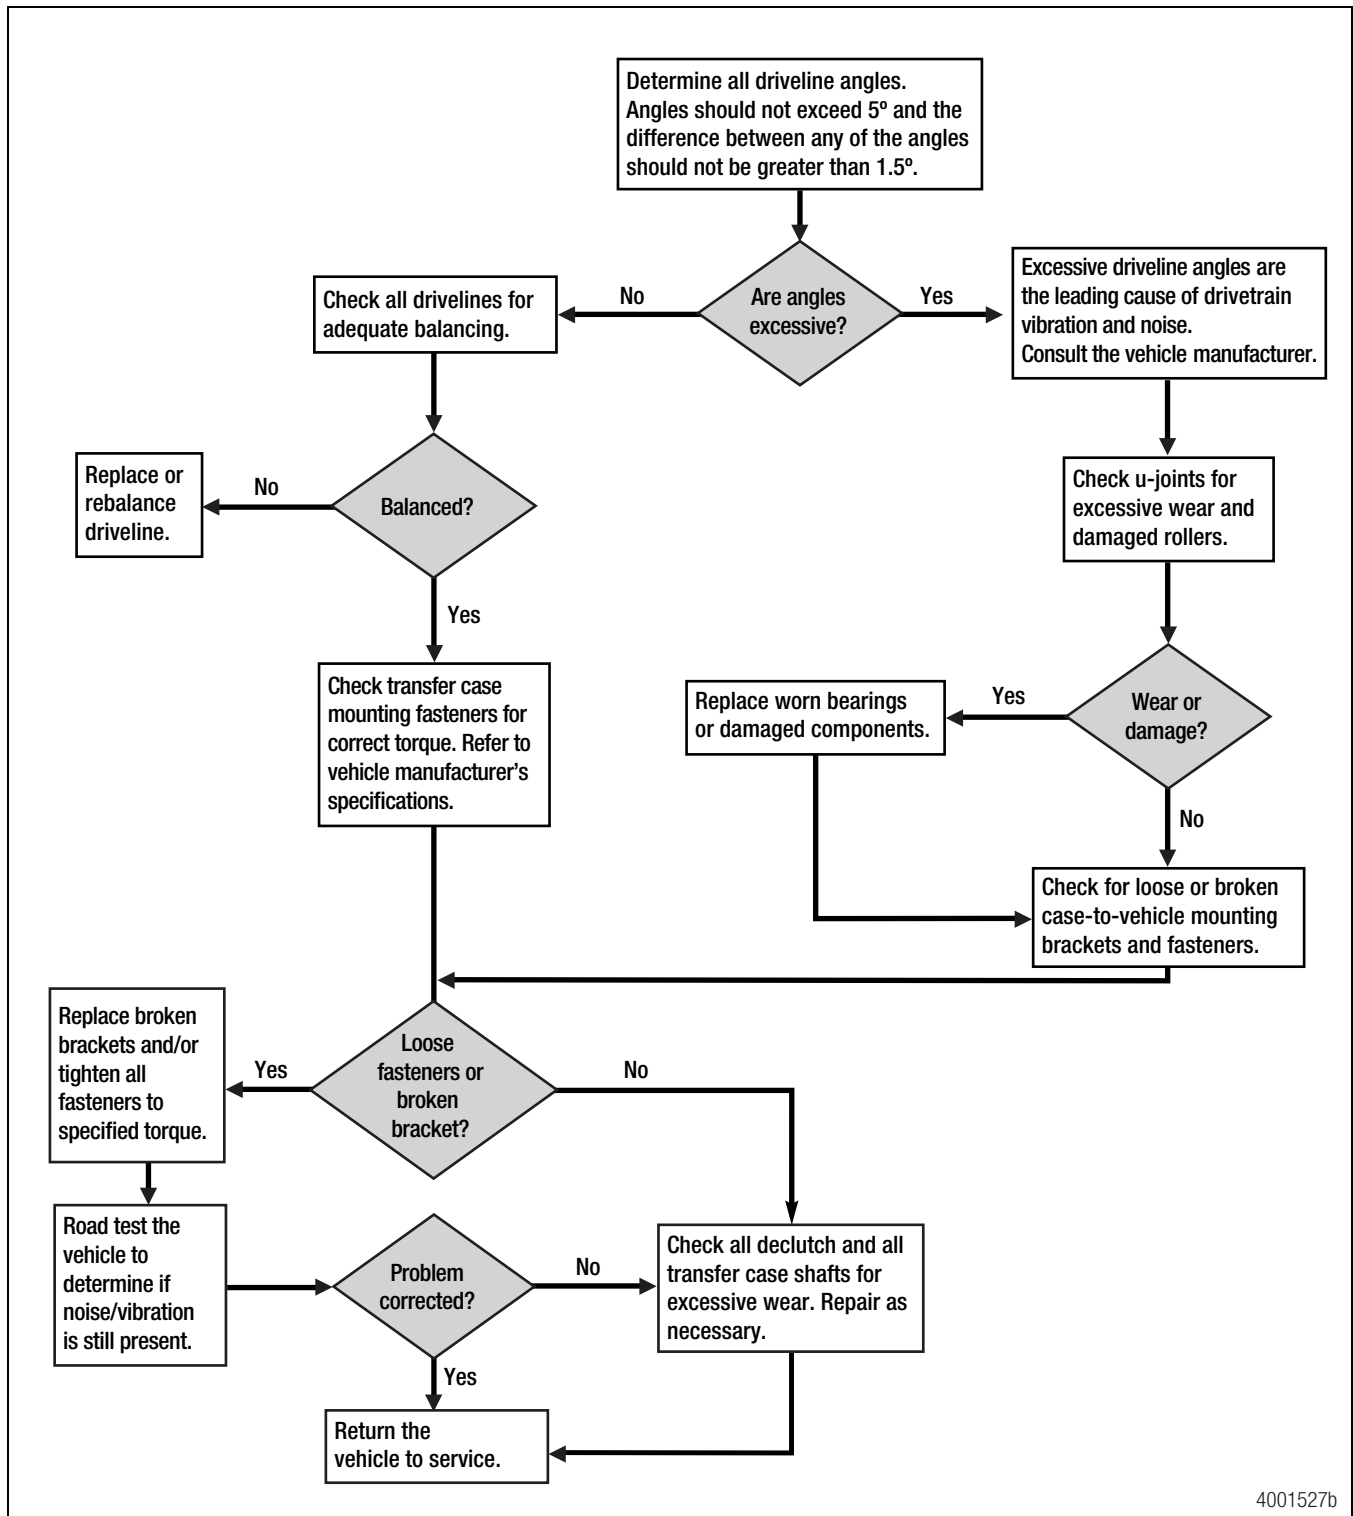 Determine all driveline angles.
Angles should not exceed 5º and the
difference between any of the angles
should not be greater than 1.5º.
Are angles
excessive?
No
Yes
Check all drivelines for
adequate balancing.
Excessive driveline angles are
the leading cause of drivetrain
vibration and noise.
Consult the vehicle manufacturer.
Balanced?
No
Replace or
rebalance
driveline.
Check u-joints for
excessive wear and
damaged rollers.
Yes
Check transfer case
mounting fasteners for
correct torque. Refer to
vehicle manufacturer's
specifications.
Wear or
damage?
Yes
Replace worn bearings
or damaged components.
No
Check for loose or broken
case-to-vehicle mounting
brackets and fasteners.
Loose
fasteners or
broken
bracket?
Yes
No
Replace broken
brackets and/or
tighten all
fasteners to
specified torque.
Road test the
vehicle to
determine if
noise/vibration
is still present.
Problem
corrected?
No
Check all declutch and all
transfer case shafts for
excessive wear. Repair as
necessary.
Yes
Return the
vehicle to service.
4001527b